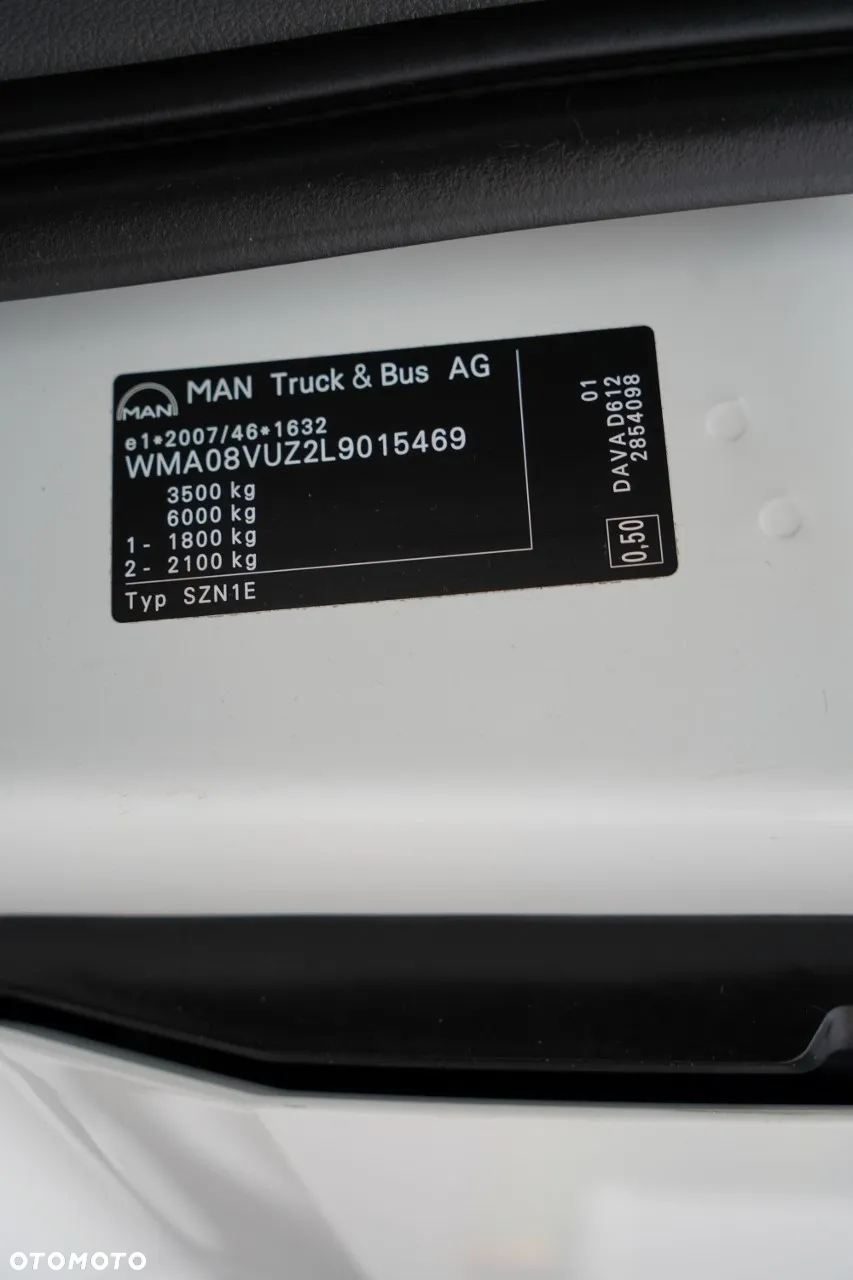 MAN
MAN Truck & Bus AG
e1*2007/46*1632
WMA08VUZ2L9015469
3500 kg
6000 kg
1- 1800 kg
2- 2100 kg
Typ SZN1E
01
DAVAD612
2854098
0,50
OTOMOTO